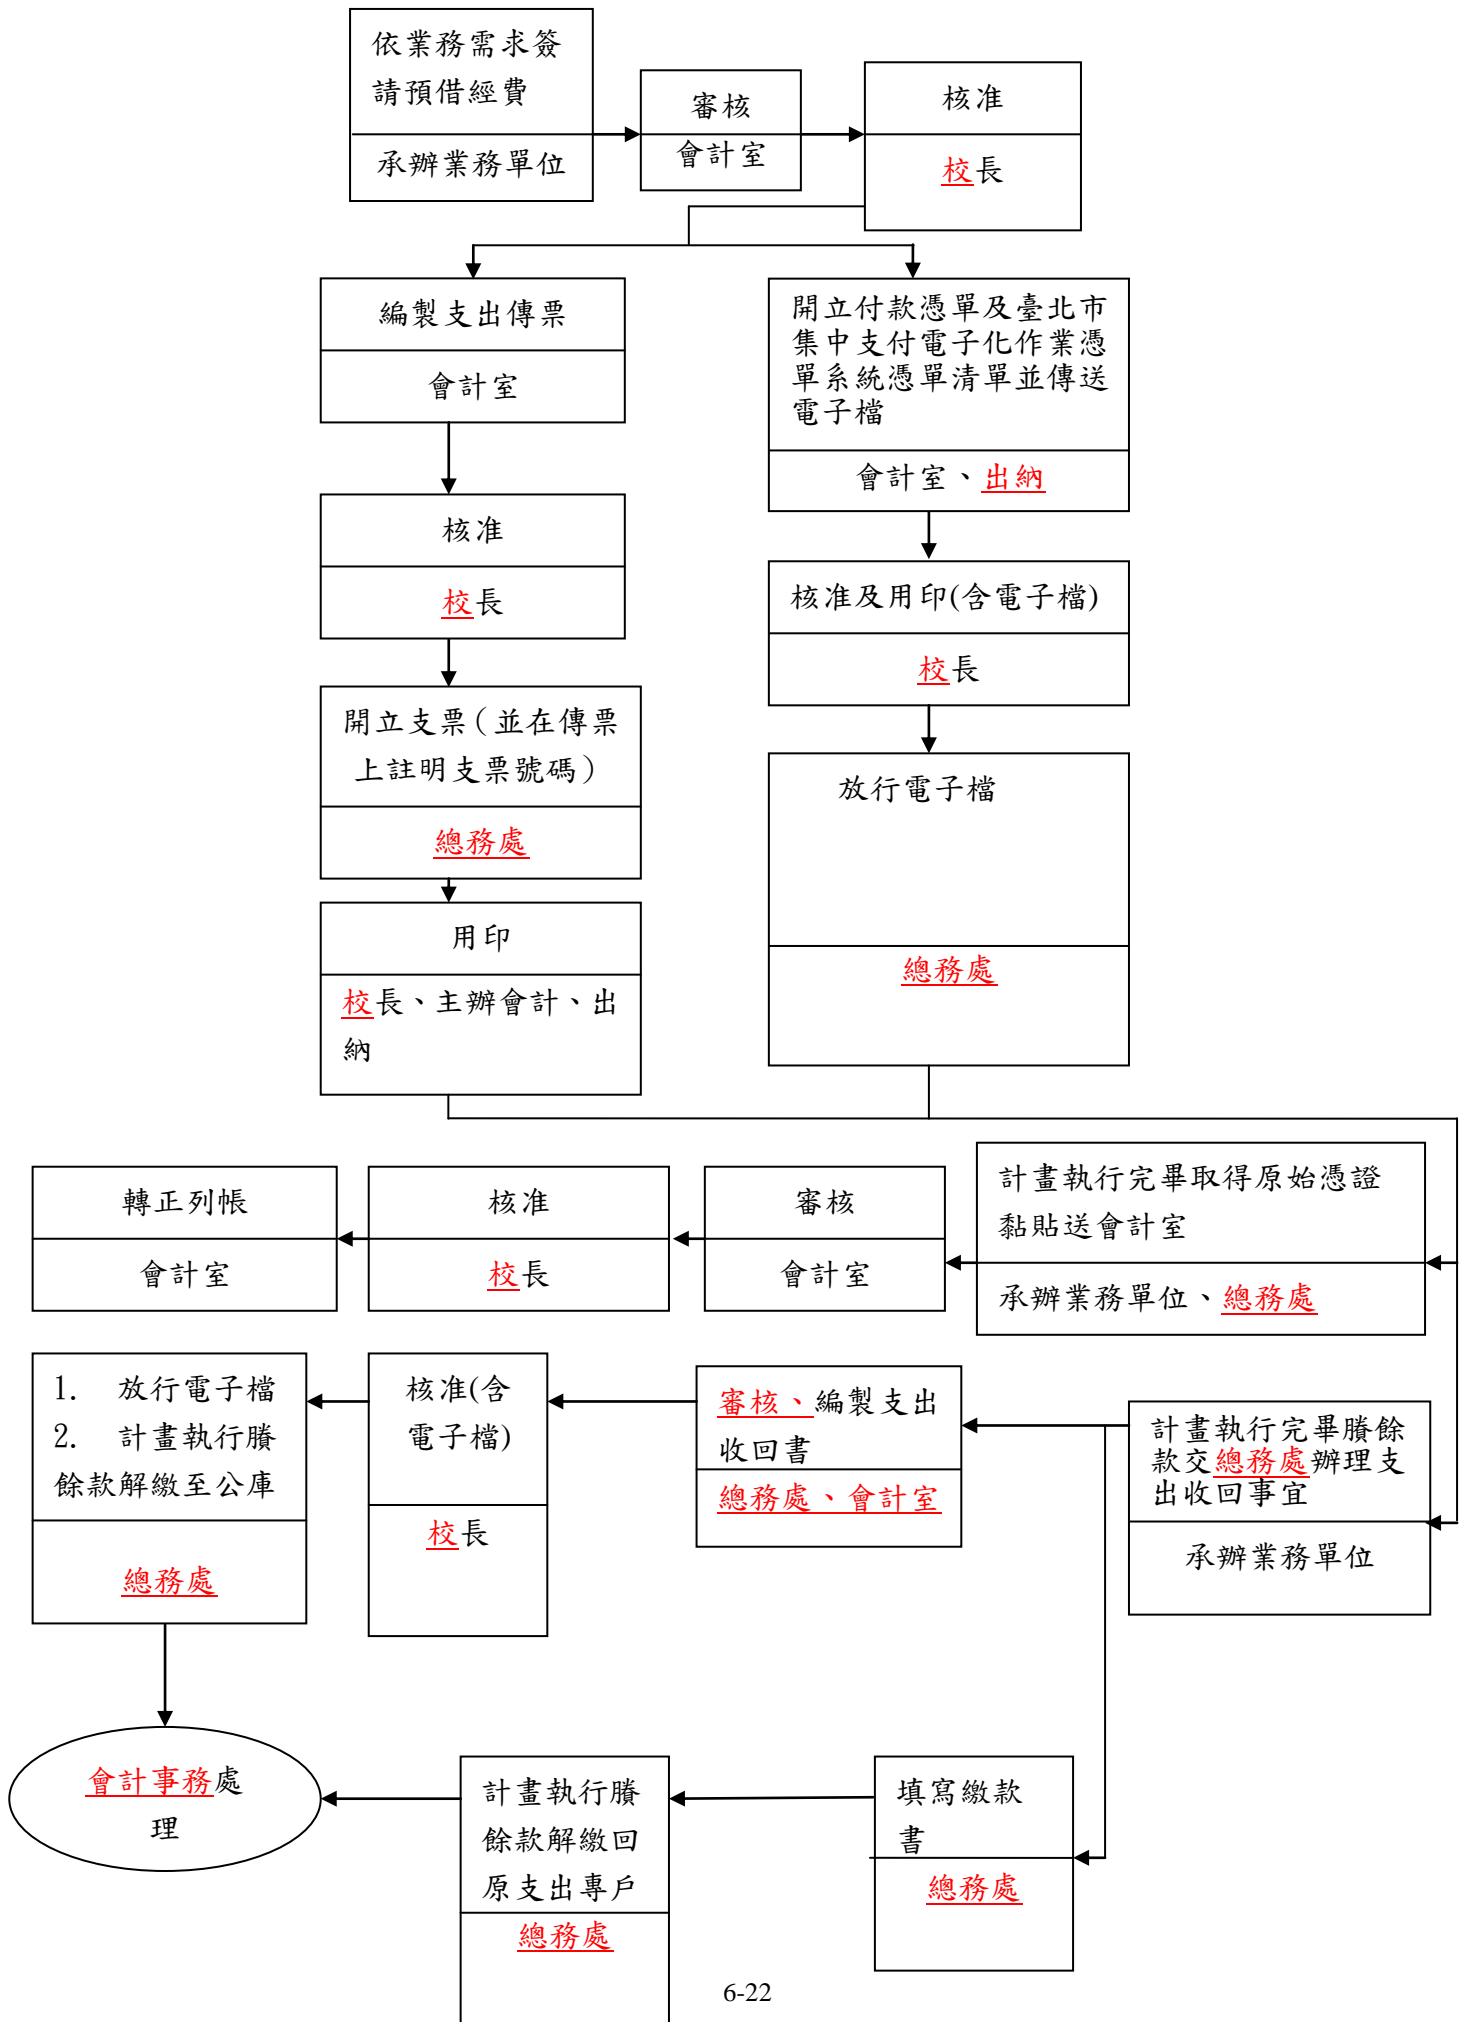 依業務需求簽
請預借經費
承辦業務單位
審核
會計室
核准
校長
編製支出傳票
會計室
核准
校長
開立支票（並在傳票
上註明支票號碼）
總務處
用印
校長、主辦會計、出
納
開立付款憑單及臺北市
集中支付電子化作業憑
單系統憑單清單並傳送
電子檔
會計室、出納
核准及用印(含電子檔)
校長
放行電子檔
總務處
計畫執行完畢取得原始憑證
黏貼送會計室
承辦業務單位、總務處
審核
會計室
核准
校長
轉正列帳
會計室
計畫執行完畢賸餘
款交總務處辦理支
出收回事宜
承辦業務單位
審核、編製支出
收回書
總務處、會計室
核准(含
電子檔)
校長
1. 放行電子檔
2. 計畫執行賸
餘款解繳至公庫
總務處
填寫繳款
書
總務處
計畫執行賸
餘款解繳回
原支出專戶
總務處
會計事務處
理
6-22